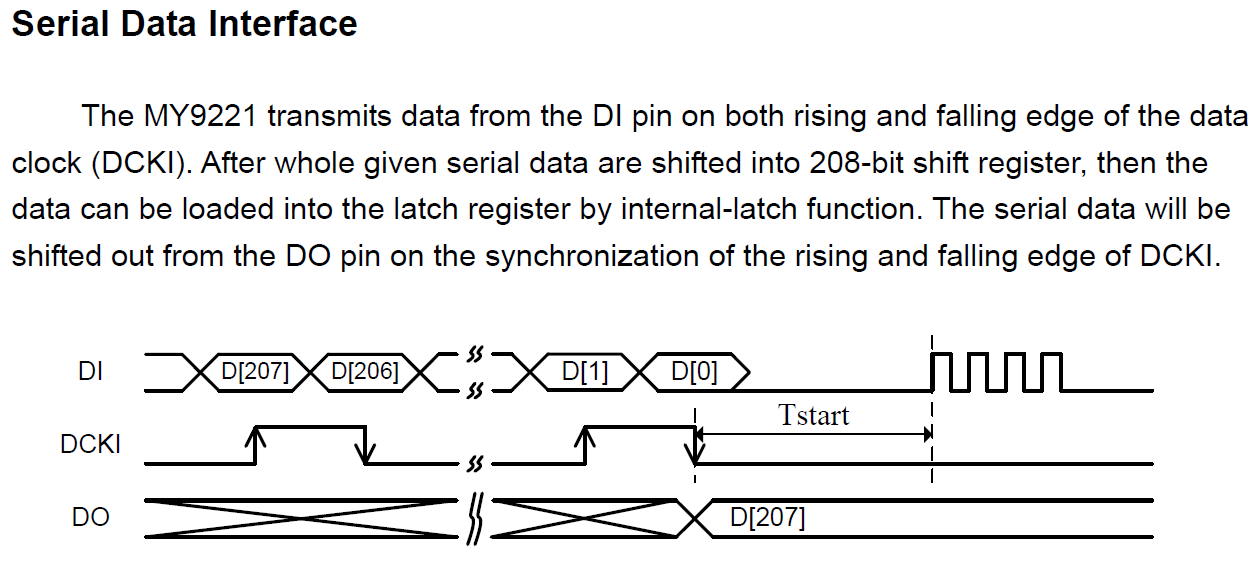 Serial Data Interface
The MY9221 transmits data from the DI pin on both rising and falling edge of the data
clock (DCKI). After whole given serial data are shifted into 208-bit shift register, then the
data can be loaded into the latch register by internal-latch function. The serial data will be
shifted out from the DO pin on the synchronization of the rising and falling edge of DCKI.
DI D[207] D[206] D[1] D[0]
Tstart
DCKI
DO D[207]